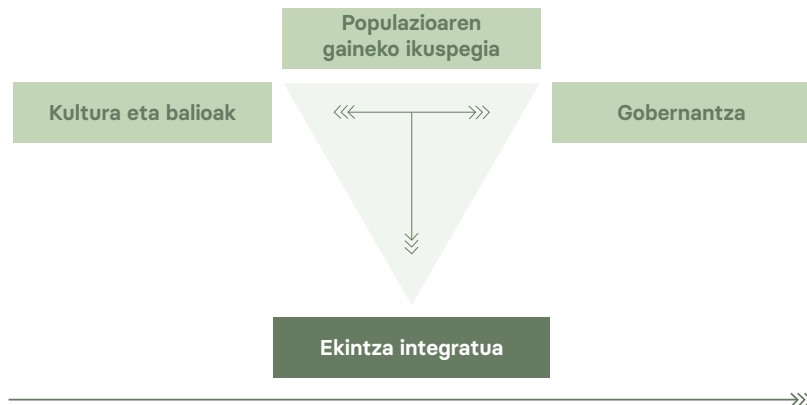 Populazioaren
gaineko ikuspegia
Kultura eta balioak
Gobernantza
Ekintza integratua